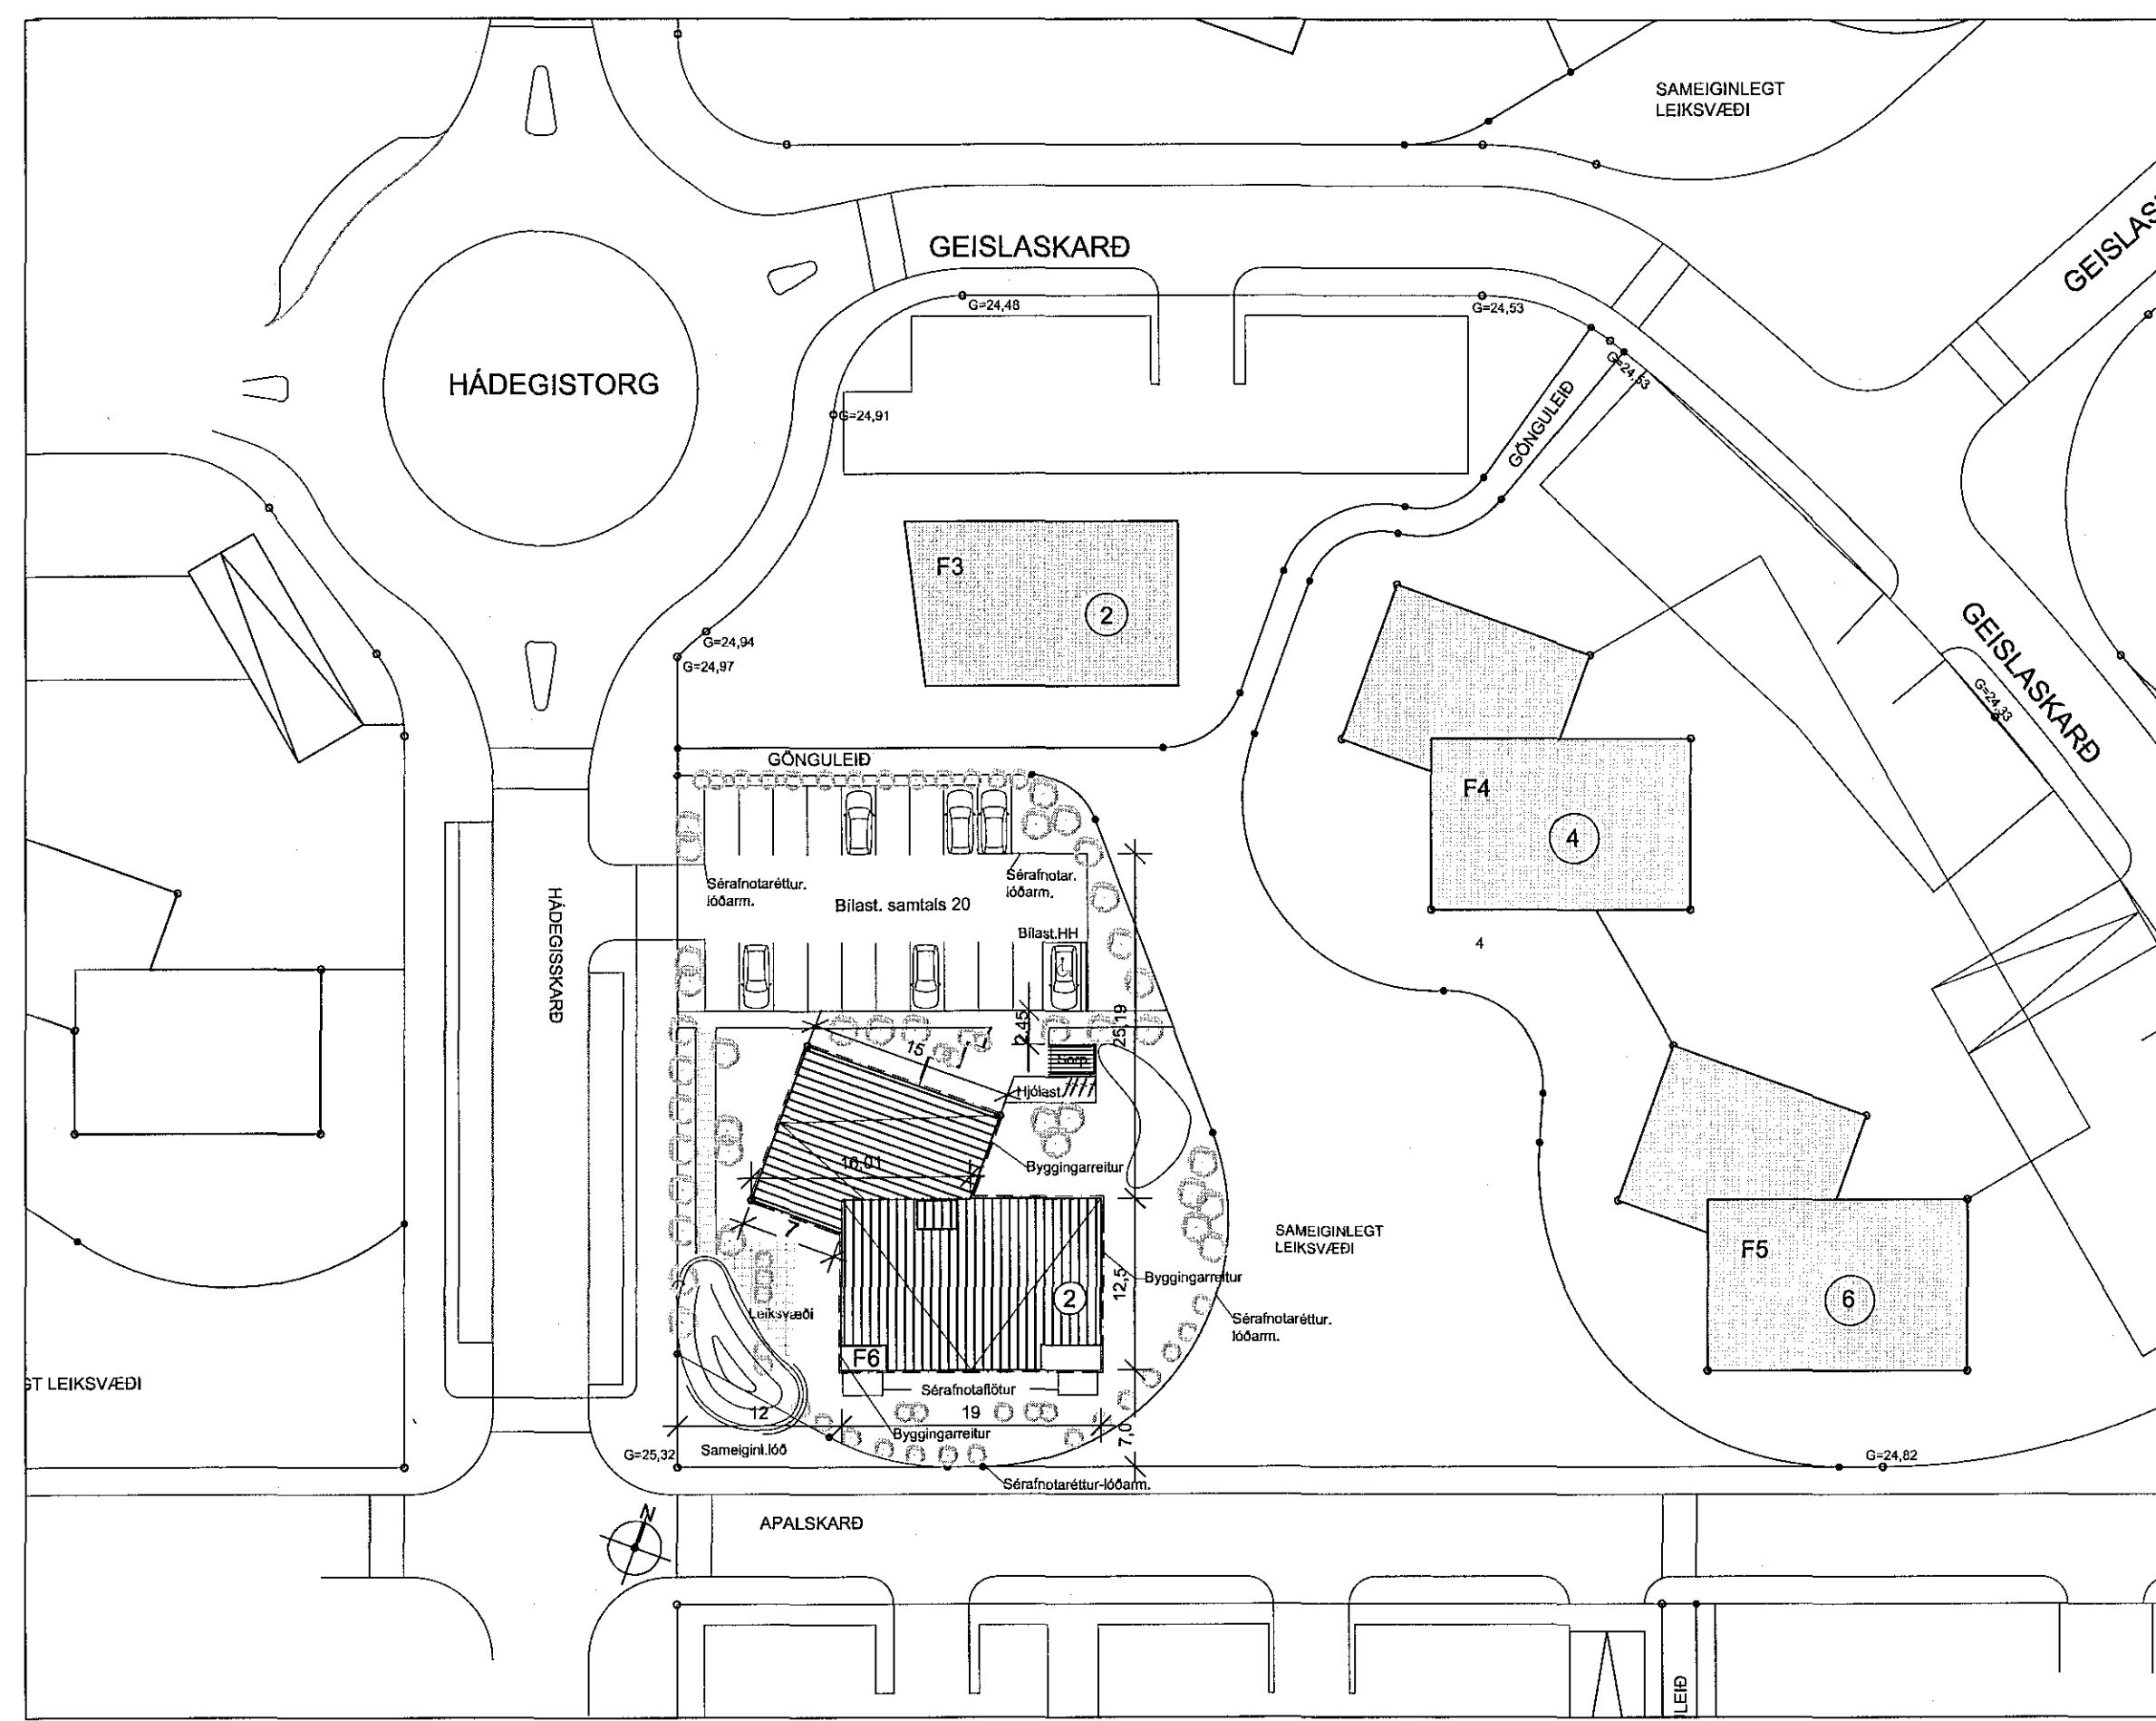 SAMEIGINLEGT
LEIKSVÆÐI
GEISLASKARÐ
G=24,48
G=24,53
HÁDEGISTORG
G=24,91
G=24,53
GÖNGULEIÐ
F3
2
G=24,94
G=24,97
GEISLASKARÐ
G=24,33
GÖNGULEIÐ
F4
4
4
Sérafnotaréttur.
lóðarm.
Sérafnotar.
lóðarm.
Bílast. samtals 20
Bílast.HH
HÁDEGISSKARÐ
2,45
25,19
15
7
Sorp
Hjólast.
Byggingarreitur
16,01
7
SAMEIGINLEGT
LEIKSVÆÐI
F5
6
Byggingarreitur
12,5
2
Leiksvæði
Sérafnotaréttur.
lóðarm.
F6
Sérafnotaflötur
12
19
7,0
Byggingarreitur
G=25,32
Sameiginl.lóð
G=24,82
Sérafnotaréttur-lóðarm.
N
APALSKARÐ